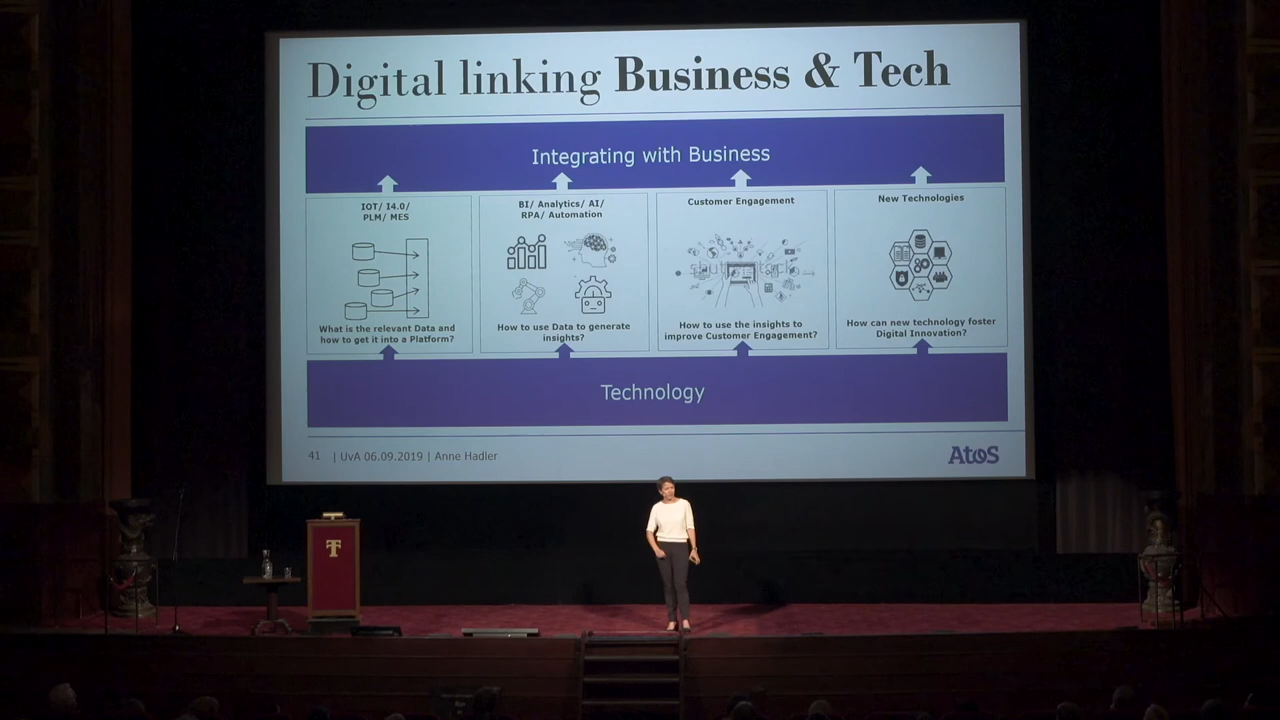 Digital linking Business & Tech
Integrating with Business
IOT/ I4.0/
PLM/ MES
BI/ Analytics/ AI/
RPA/ Automation
Customer Engagement
New Technologies
shutterstock
What is the relevant Data and
how to get it into a Platform?
How to use Data to generate
insights?
How to use the insights to
improve Customer Engagement?
How can new technology foster
Digital Innovation?
Technology
41 | UvA 06.09.2019 | Anne Hadler
Atos
T